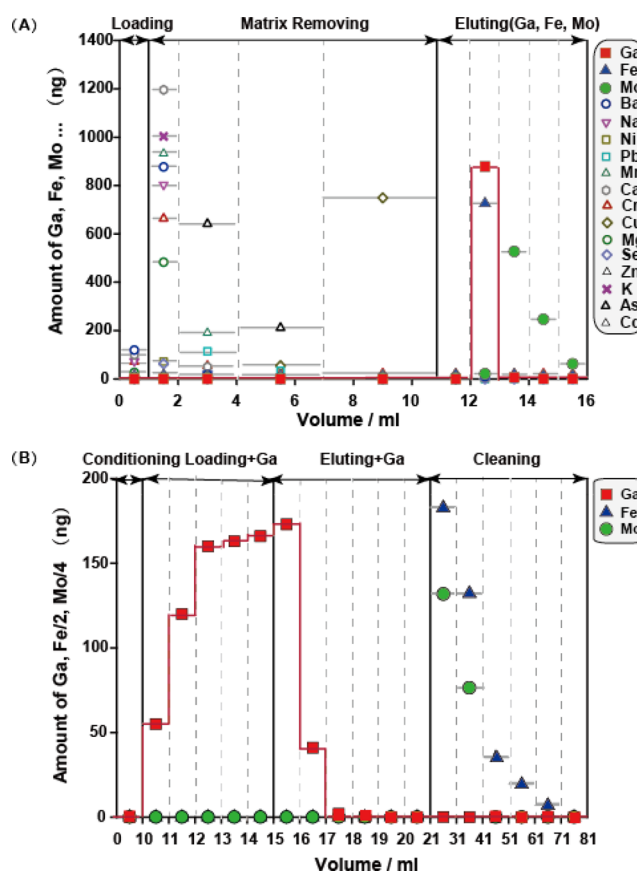 (A)
Loading
Matrix Removing
Eluting(Ga, Fe, Mo)
Amount of Ga, Fe, Mo ... (ng)
1400
1200
1000
800
600
400
200
0
0 2 4 6 8 10 12 14 16
Volume / ml
Ga
Fe
Mo
Ba
Na
Ni
Pb
Mn
Ca
Cr
Cu
Mg
Se
Zn
K
As
(B)
Conditioning Loading+Ga
Eluting+Ga
Cleaning
Amount of Ga, Fe/2, Mo/4 (ng)
200
150
100
50
0
0 10 11 12 13 14 15 16 17 18 19 20 21 31 41 51 61 71 81
Volume / ml
Ga
Fe
Mo